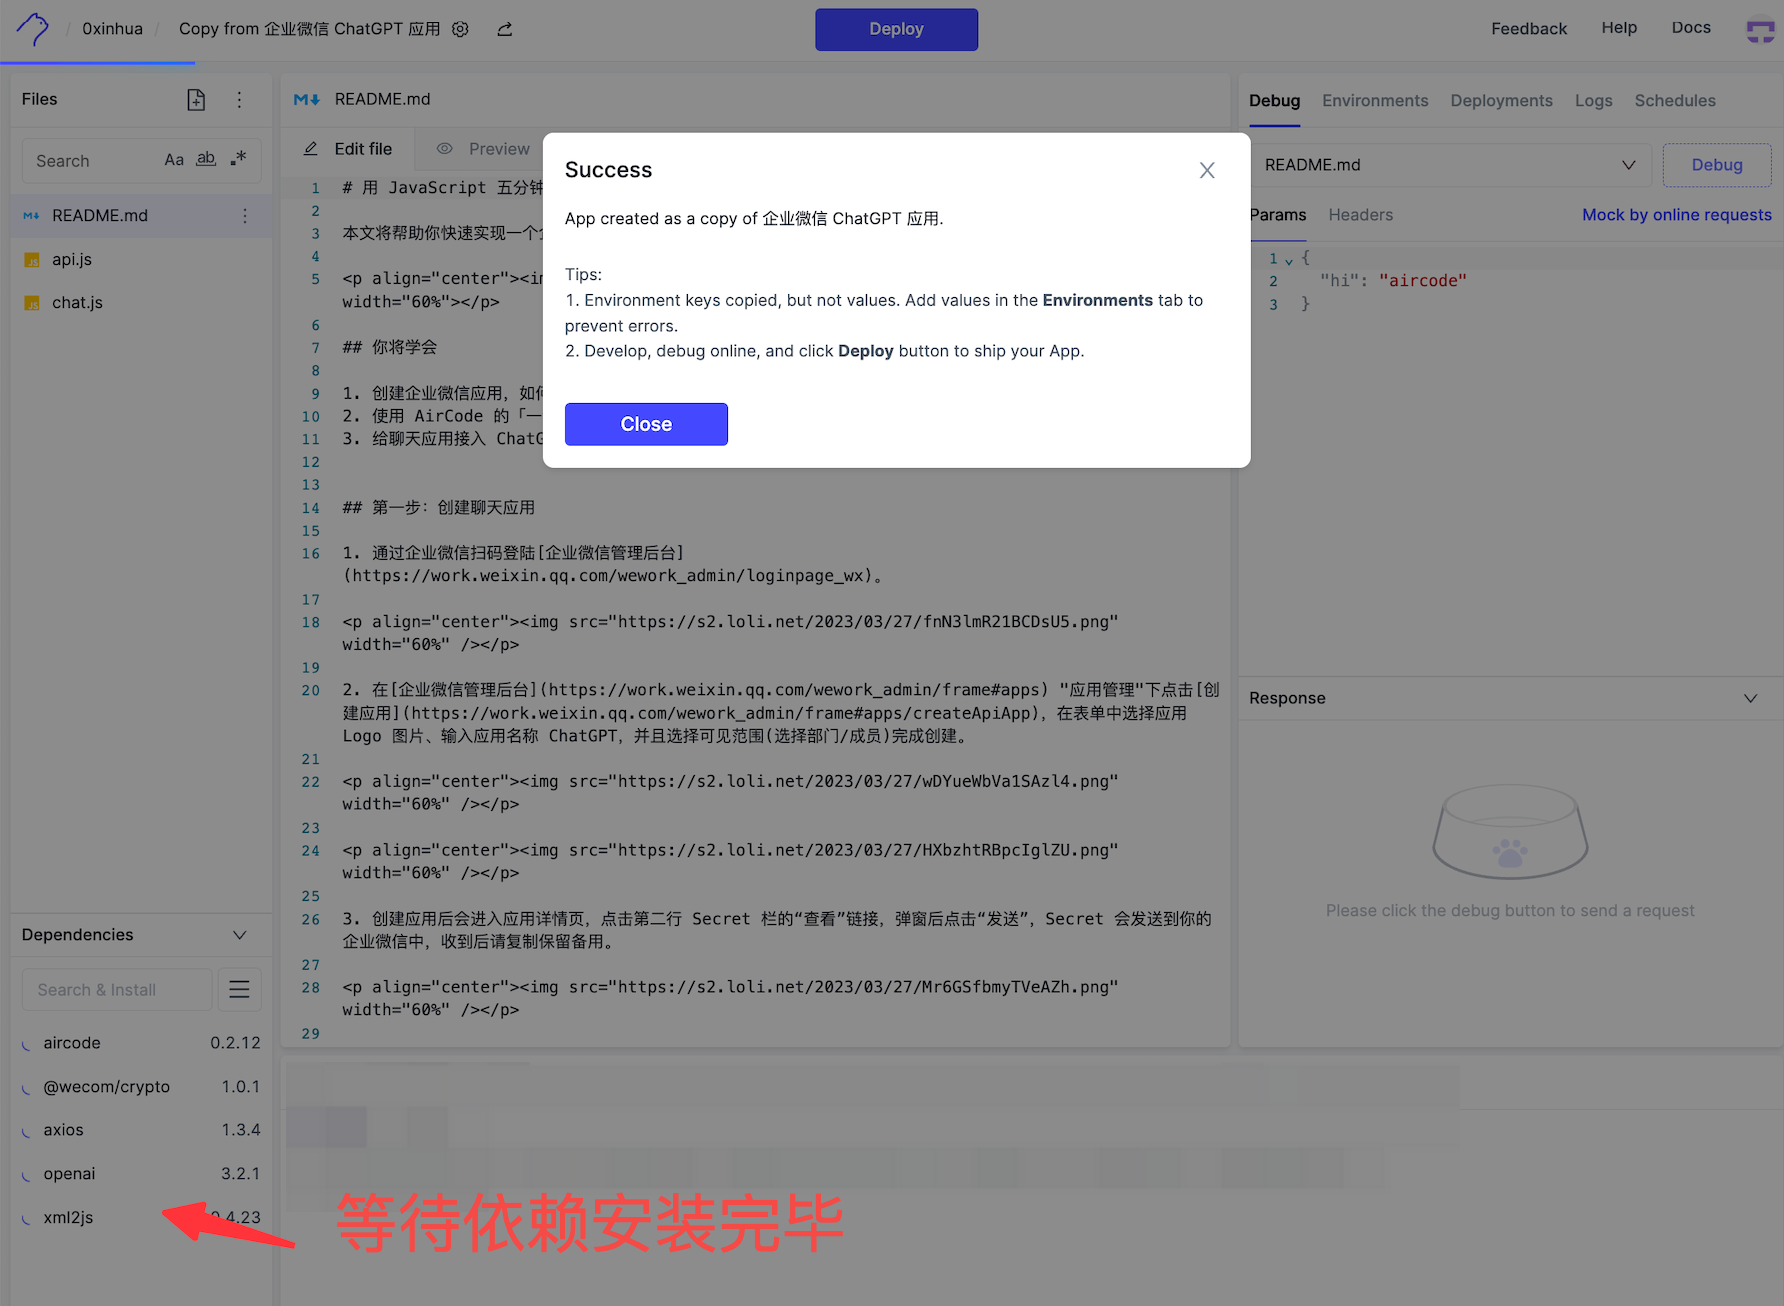 / 0xinhua / Copy from 企业微信 ChatGPT 应用
Deploy
Feedback Help Docs
Files
Search Aa ab .*
README.md
api.js
chat.js
README.md
Edit file Preview
1 # 用 JavaScript 五分钟
2
3 本文将帮助你快速实现一个
4
5 <p align="center"><im
width="60%"></p>
6
7 ## 你将学会
8
9 1. 创建企业微信应用，如何
10 2. 使用 AirCode 的「一
11 3. 给聊天应用接入 ChatG
12
13
14 ## 第一步：创建聊天应用
15
16 1. 通过企业微信扫码登陆[企业微信管理后台]
(https://work.weixin.qq.com/wework_admin/loginpage_wx)。
17
18 <p align="center"><img src="https://s2.loli.net/2023/03/27/fnN3lmR21BCDsU5.png"
width="60%" /></p>
19
20 2. 在[企业微信管理后台](https://work.weixin.qq.com/wework_admin/frame#apps) "应用管理"下点击[创
建应用](https://work.weixin.qq.com/wework_admin/frame#apps/createApiApp)，在表单中选择应用
Logo 图片、输入应用名称 ChatGPT，并且选择可见范围(选择部门/成员)完成创建。
21
22 <p align="center"><img src="https://s2.loli.net/2023/03/27/wDYueWbVa1SAzl4.png"
width="60%" /></p>
23
24 <p align="center"><img src="https://s2.loli.net/2023/03/27/HXbzhtRBpcIglZU.png"
width="60%" /></p>
25
26 3. 创建应用后会进入应用详情页，点击第二行 Secret 栏的“查看”链接，弹窗后点击“发送”，Secret 会发送到你的
企业微信中，收到后请复制保留备用。
27
28 <p align="center"><img src="https://s2.loli.net/2023/03/27/Mr6GSfbmyTVeAZh.png"
width="60%" /></p>
29
Success
App created as a copy of 企业微信 ChatGPT 应用.
Tips:
1. Environment keys copied, but not values. Add values in the Environments tab to
prevent errors.
2. Develop, debug online, and click Deploy button to ship your App.
Close
Debug Environments Deployments Logs Schedules
README.md Debug
Params Headers Mock by online requests
1 {
2 "hi": "aircode"
3 }
Response
Please click the debug button to send a request
Dependencies
Search & Install
aircode 0.2.12
@wecom/crypto 1.0.1
axios 1.3.4
openai 3.2.1
xml2js 0.4.23
等待依赖安装完毕